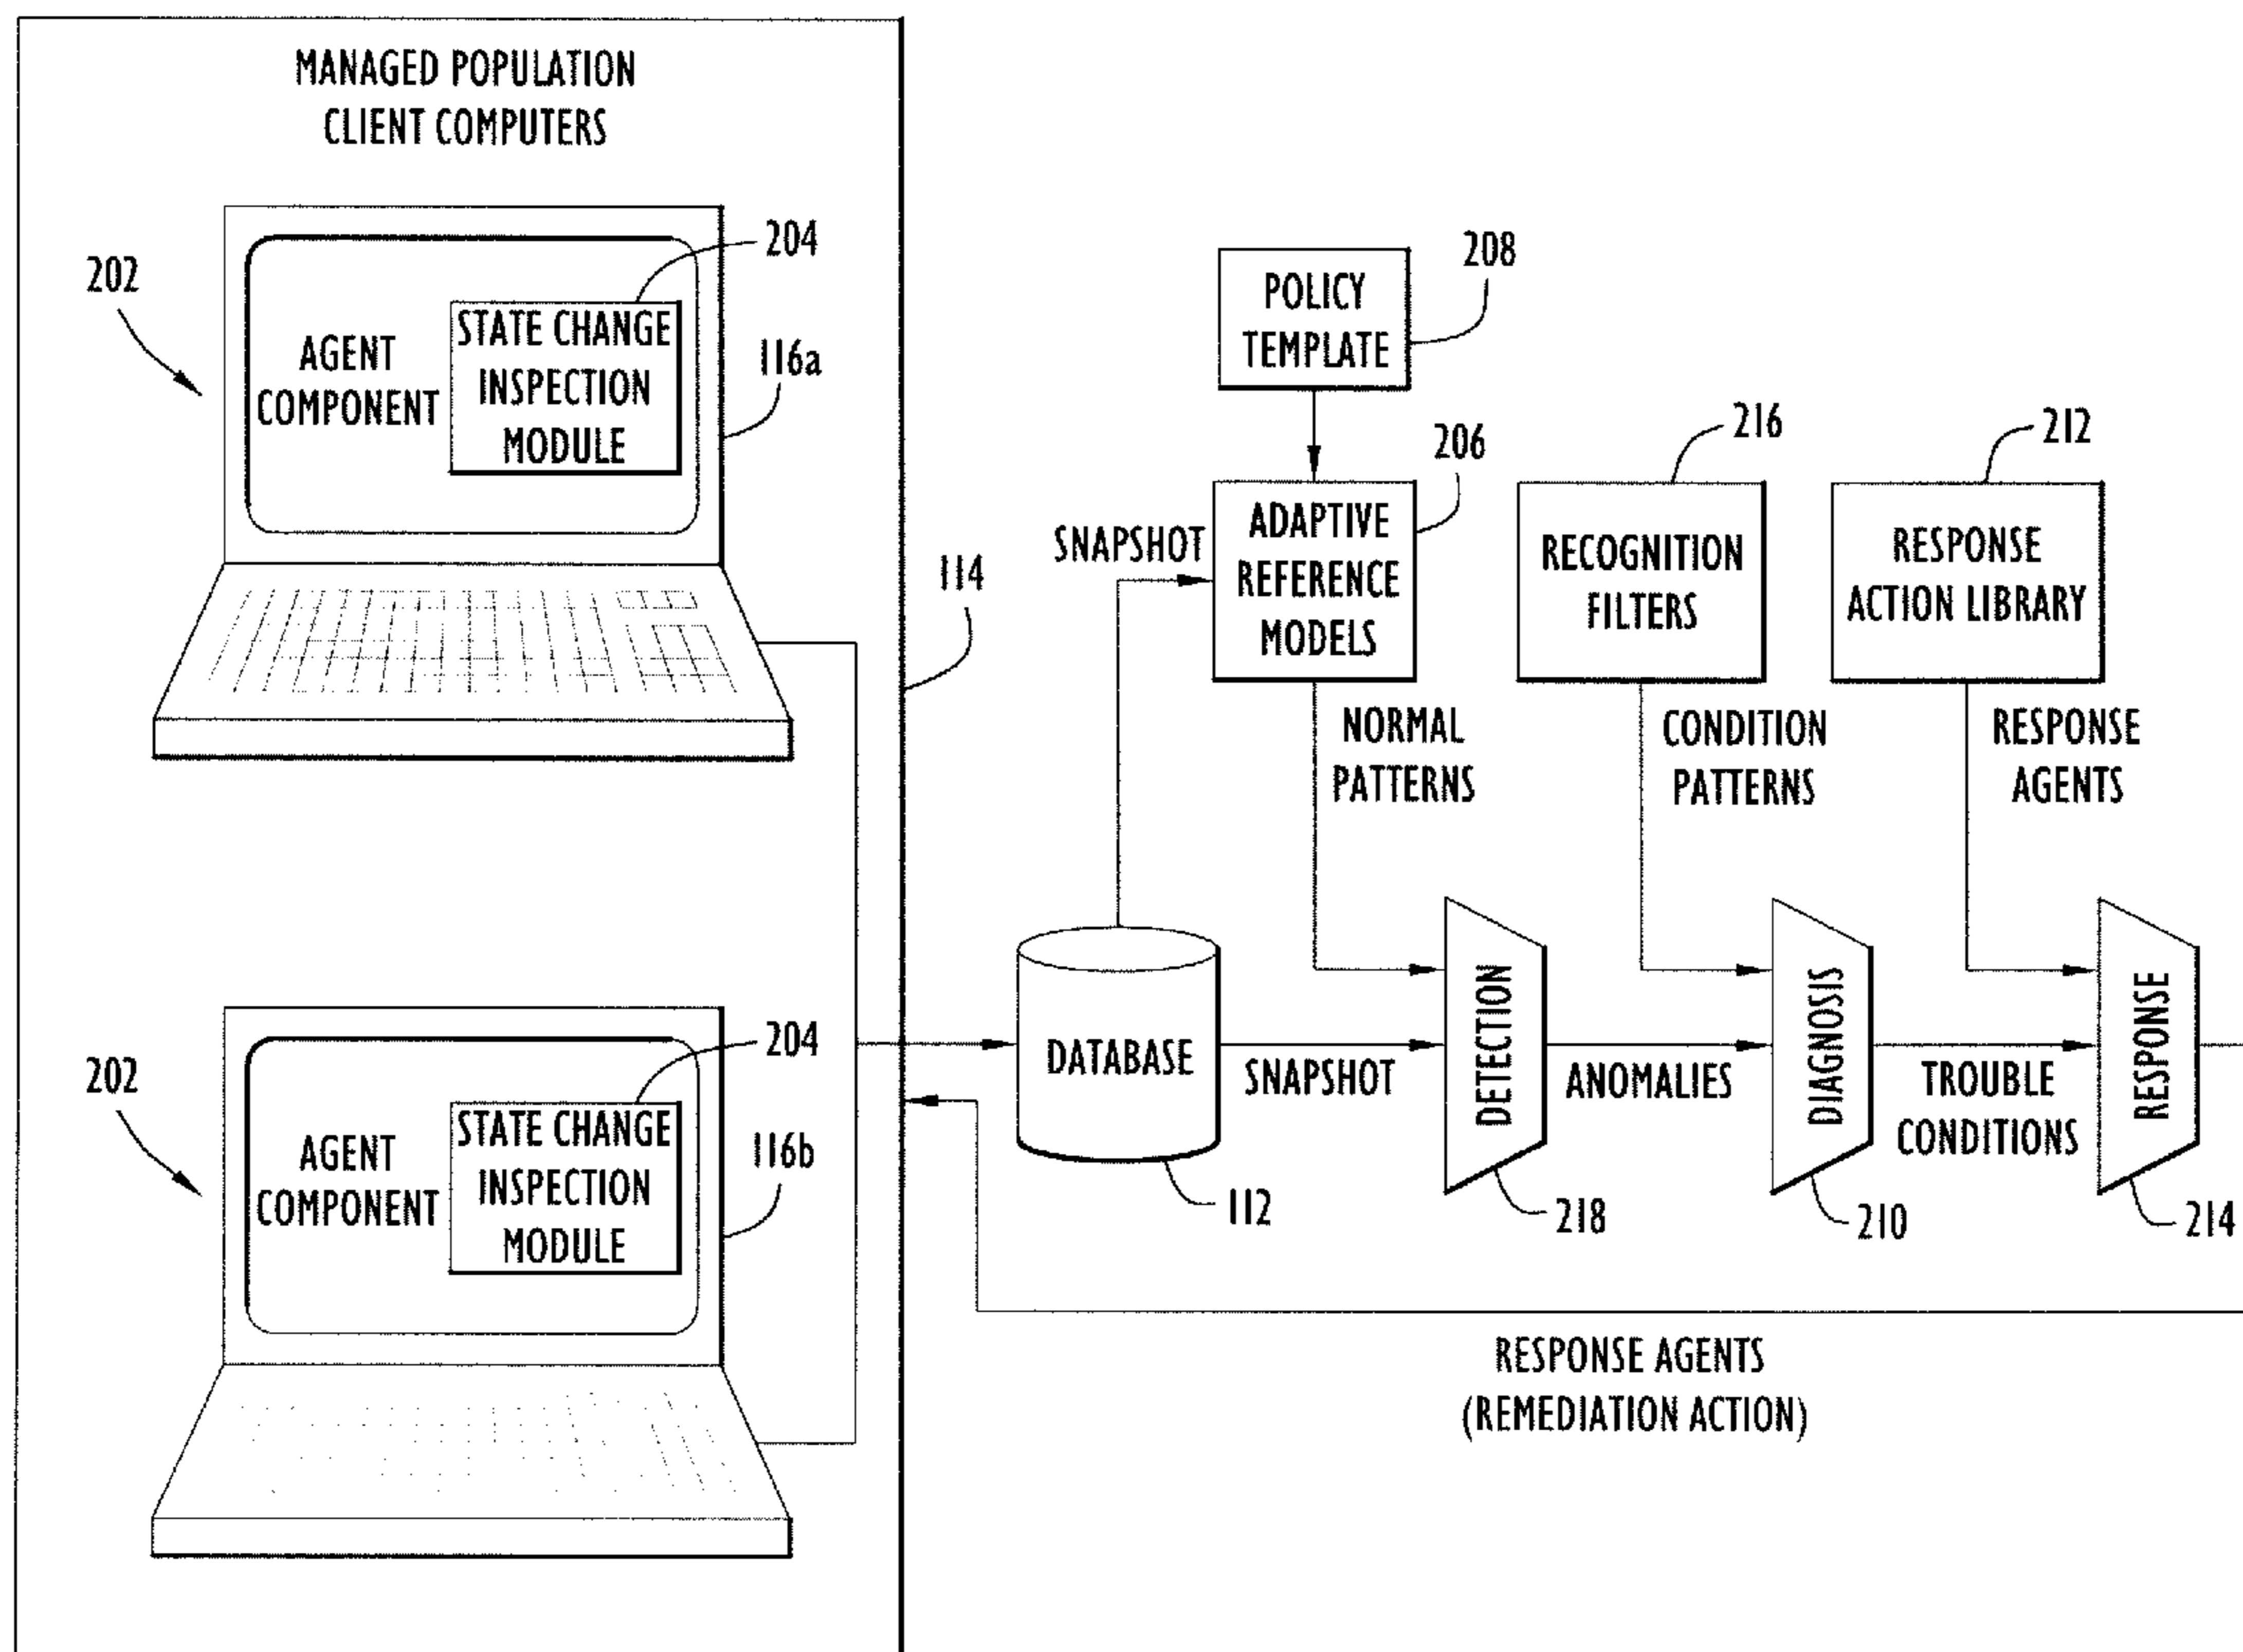 MANAGED POPULATION
CLIENT COMPUTERS
202
AGENT
COMPONENT
204
STATE CHANGE
INSPECTION
MODULE
116a
114
202
AGENT
COMPONENT
204
STATE CHANGE
INSPECTION
MODULE
116b
POLICY
TEMPLATE
208
SNAPSHOT
ADAPTIVE
REFERENCE
MODELS
206
RECOGNITION
FILTERS
216
RESPONSE
ACTION LIBRARY
212
NORMAL
PATTERNS
CONDITION
PATTERNS
RESPONSE
AGENTS
DATABASE
112
SNAPSHOT
DETECTION
218
ANOMALIES
DIAGNOSIS
210
TROUBLE
CONDITIONS
RESPONSE
214
RESPONSE AGENTS
(REMEDIATION ACTION)